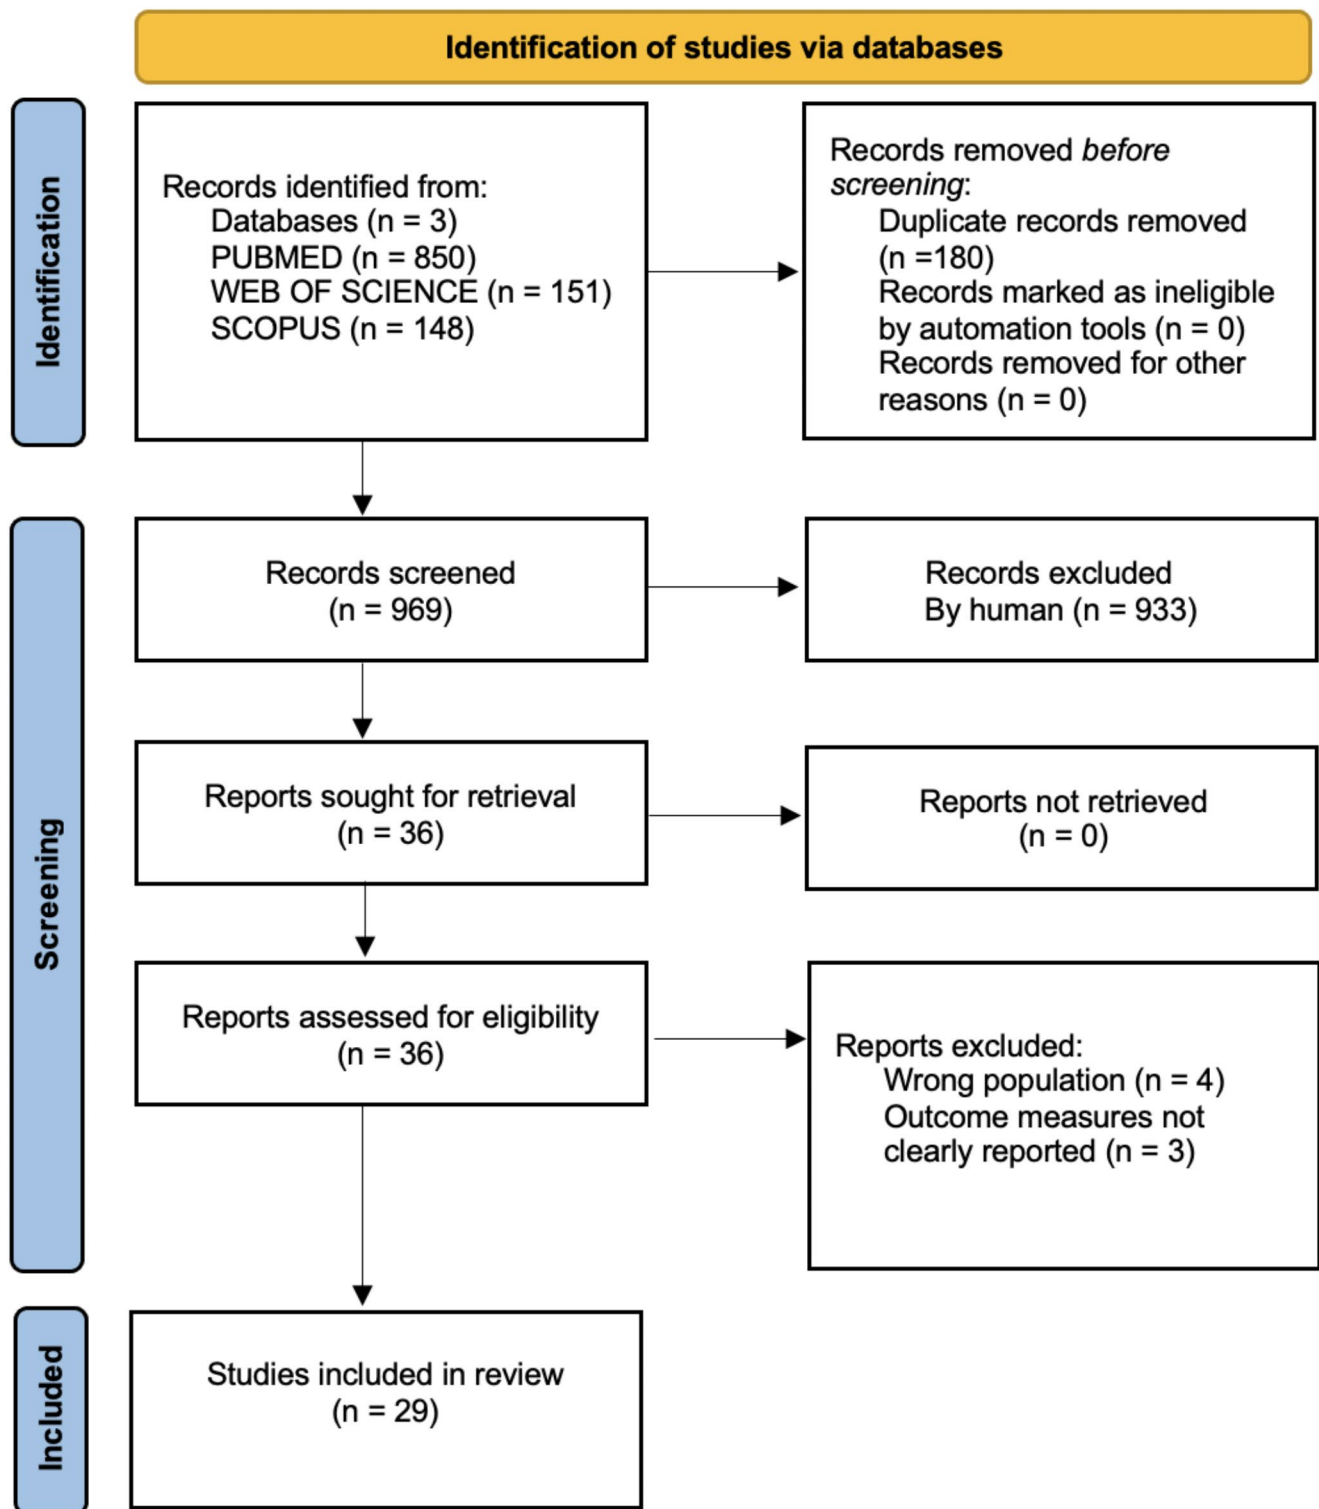 Identification of studies via databases
Identification
Records identified from:
Databases (n = 3)
PUBMED (n = 850)
WEB OF SCIENCE (n = 151)
SCOPUS (n = 148)
Records removed before
screening:
Duplicate records removed
(n =180)
Records marked as ineligible
by automation tools (n = 0)
Records removed for other
reasons (n = 0)
Screening
Records screened
(n = 969)
Records excluded
By human (n = 933)
Reports sought for retrieval
(n = 36)
Reports not retrieved
(n = 0)
Reports assessed for eligibility
(n = 36)
Reports excluded:
Wrong population (n = 4)
Outcome measures not
clearly reported (n = 3)
Included
Studies included in review
(n = 29)